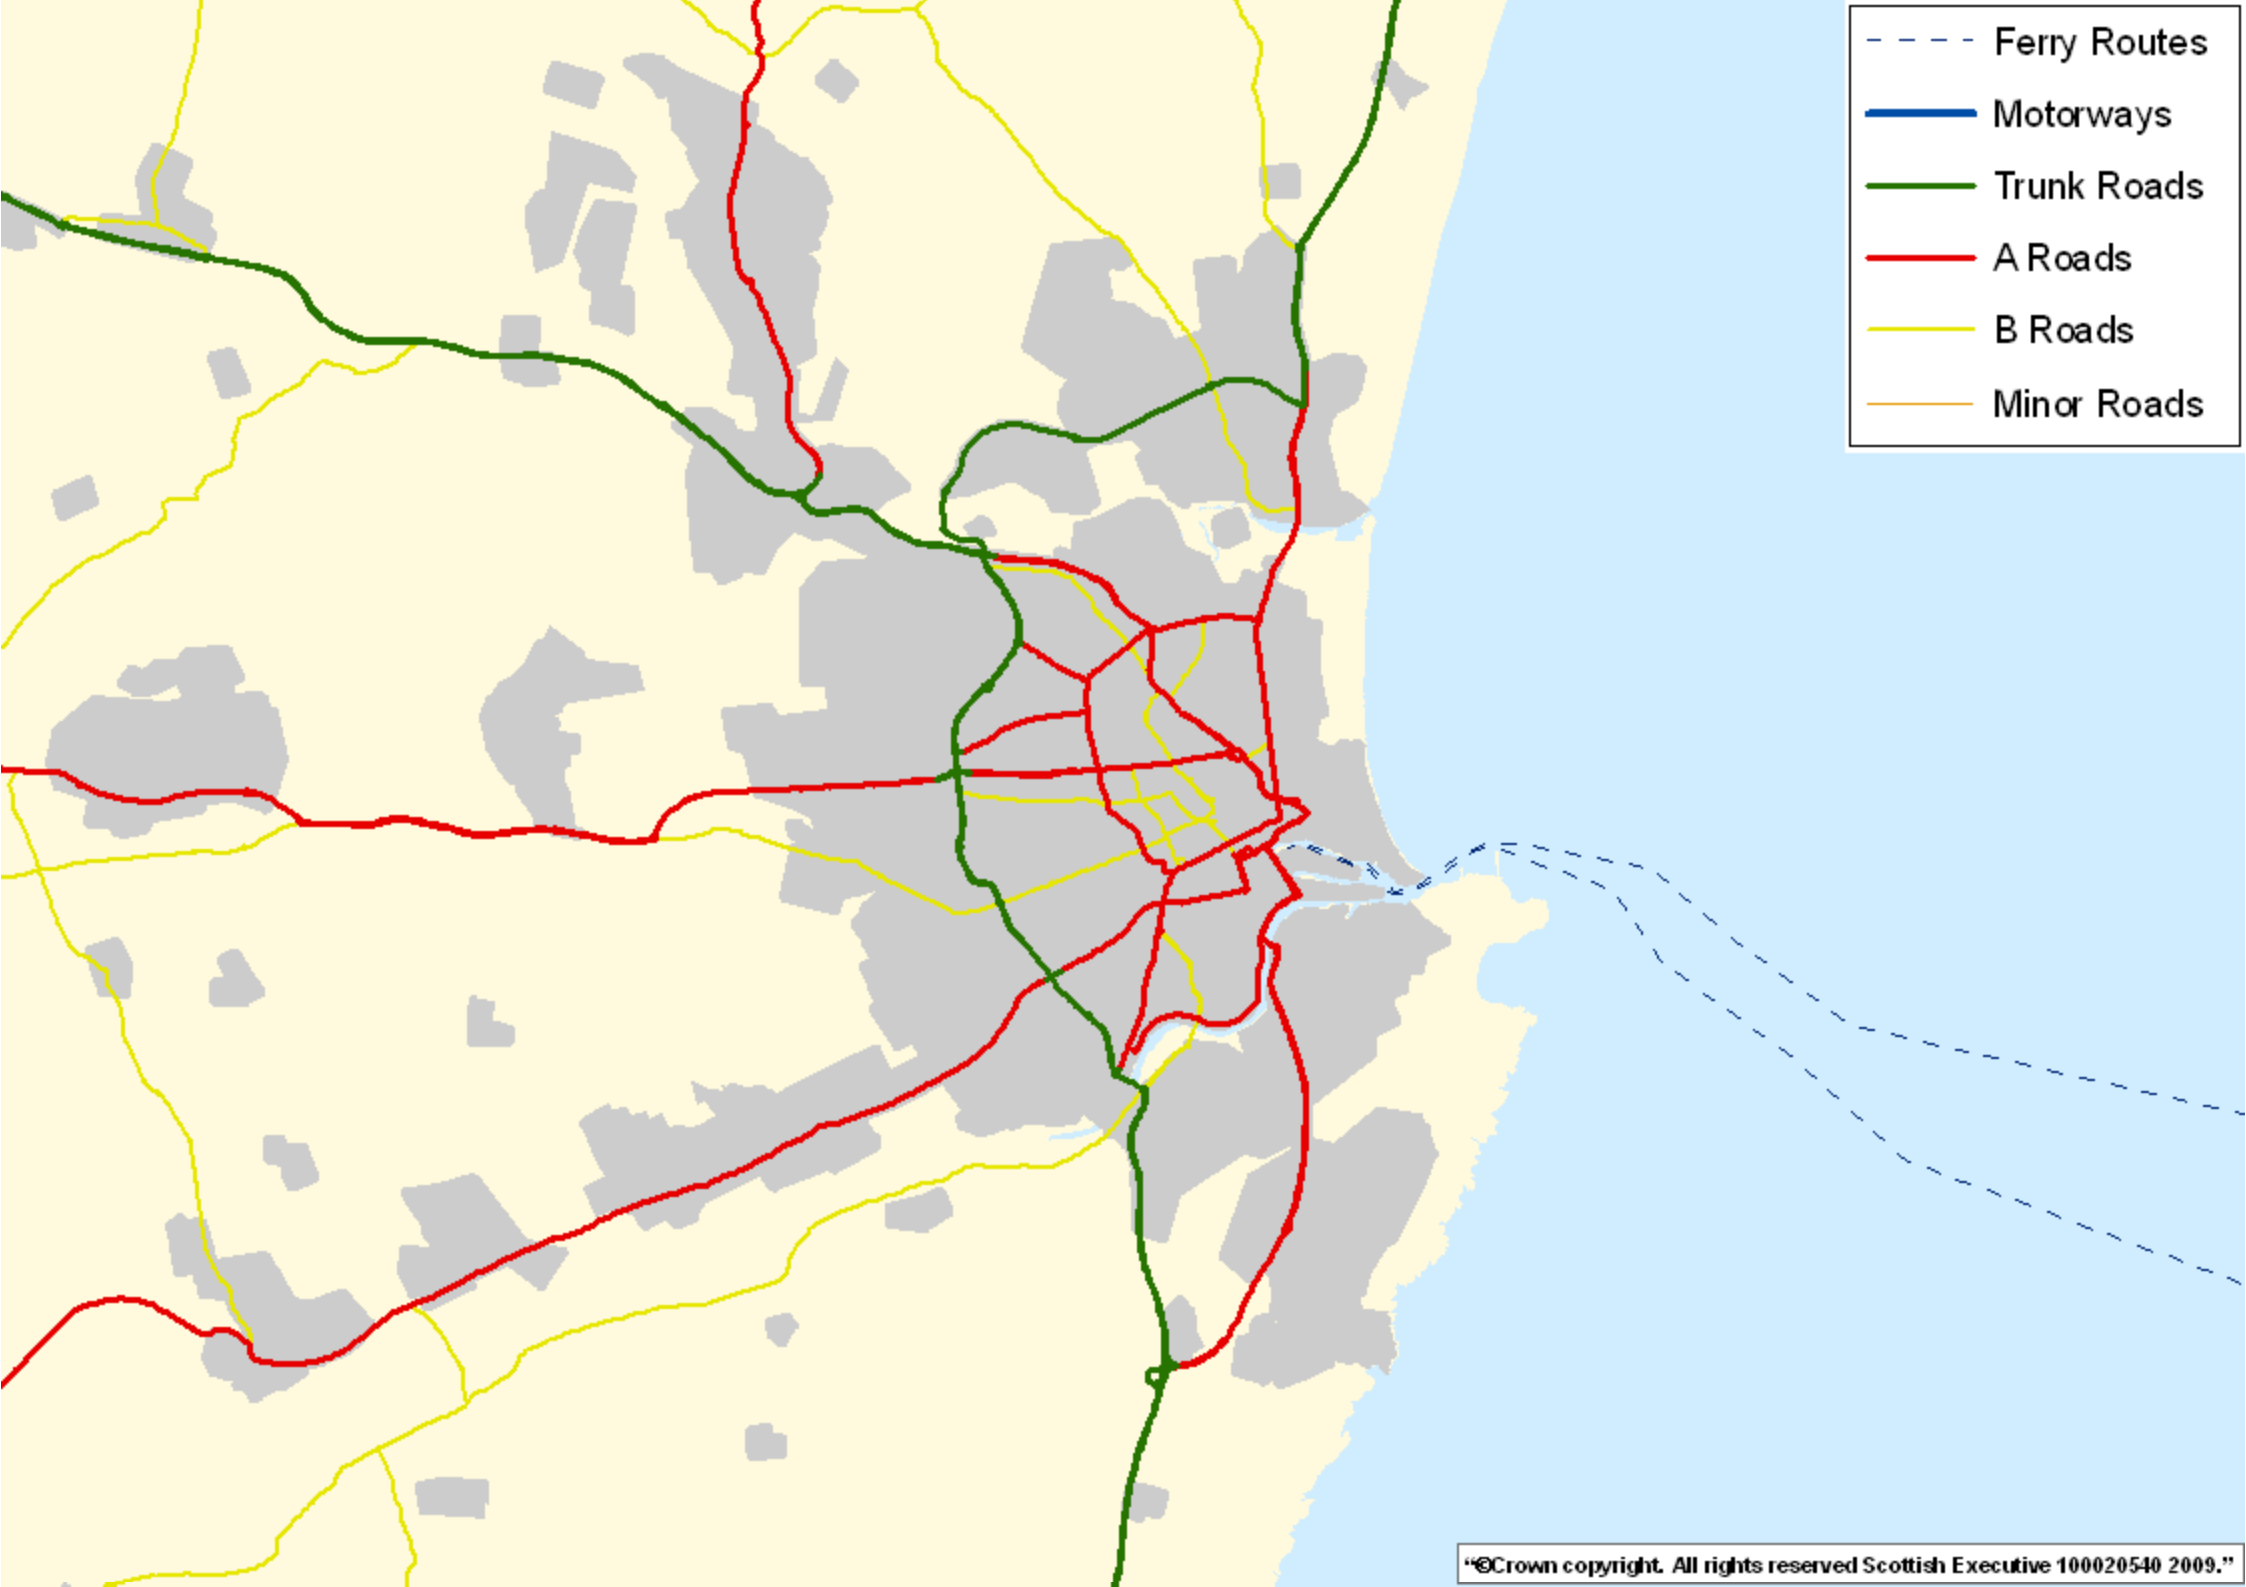 Ferry Routes
Motorways
Trunk Roads
A Roads
B Roads
Minor Roads
“©Crown copyright. All rights reserved Scottish Executive 100020540 2009.”